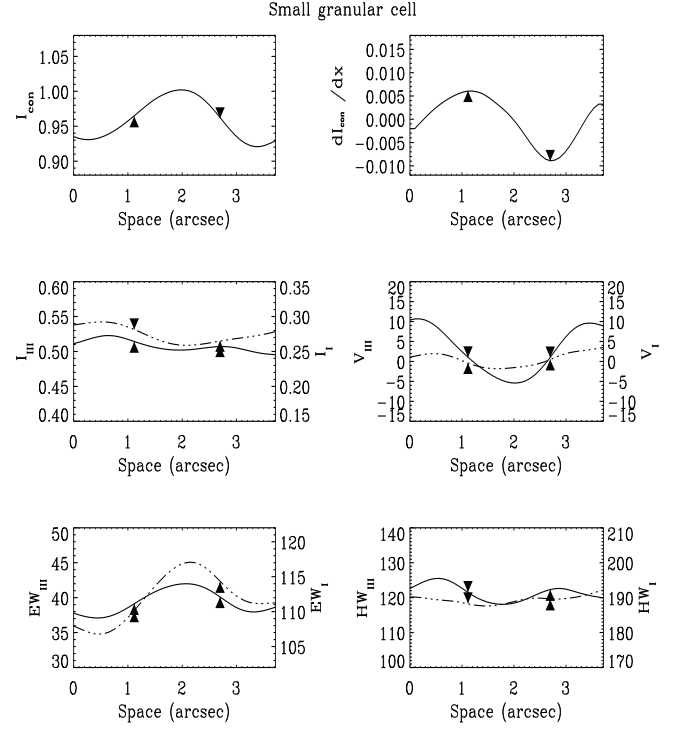 Small granular cell
1.05
1.00
0.95
0.90
I_con
0 1 2 3
Space (arcsec)
0.015
0.010
0.005
0.000
−0.005
−0.010
dI_con /dx
0 1 2 3
Space (arcsec)
0.60
0.55
0.50
0.45
0.40
I_III
0.35
0.30
0.25
0.20
0.15
I_I
0 1 2 3
Space (arcsec)
20
15
10
5
0
−5
−10
−15
V_III
20
15
10
5
0
−5
−10
−15
V_I
0 1 2 3
Space (arcsec)
50
45
40
35
30
EW_III
120
115
110
105
EW_I
0 1 2 3
Space (arcsec)
140
130
120
110
100
HW_III
210
200
190
180
170
HW_I
0 1 2 3
Space (arcsec)